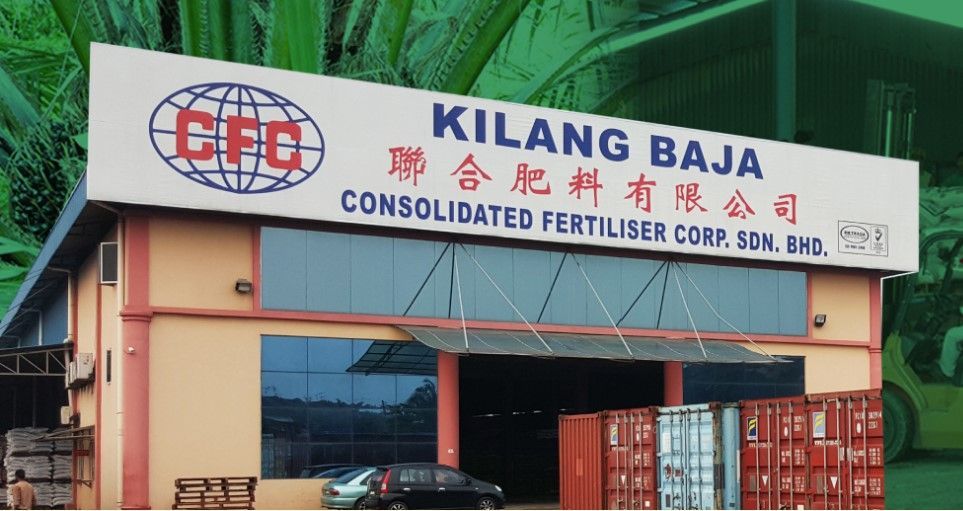 CFC
KILANG BAJA
聯合肥料有限公司
CONSOLIDATED FERTILISER CORP. SDN. BHD.